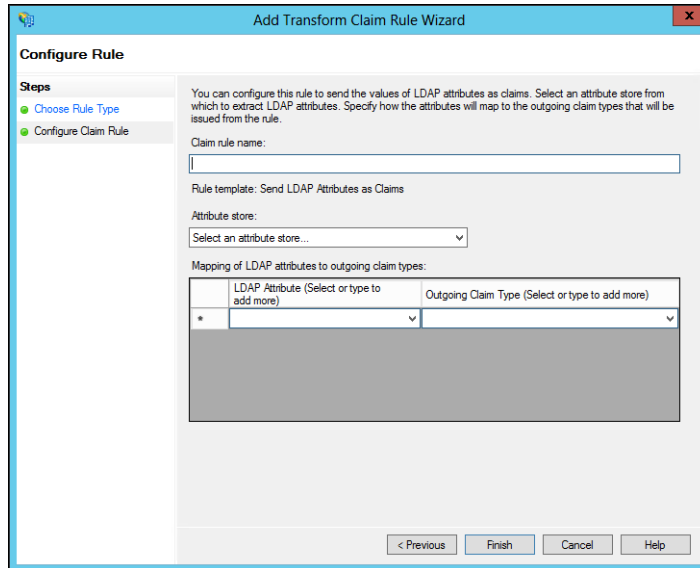 Add Transform Claim Rule Wizard
x
Configure Rule
Steps
Choose Rule Type
Configure Claim Rule
You can configure this rule to send the values of LDAP attributes as claims. Select an attribute store from
which to extract LDAP attributes. Specify how the attributes will map to the outgoing claim types that will be
issued from the rule.
Claim rule name:
Rule template: Send LDAP Attributes as Claims
Attribute store:
Select an attribute store...
Mapping of LDAP attributes to outgoing claim types:
LDAP Attribute (Select or type to
add more)
Outgoing Claim Type (Select or type to add more)
*
< Previous
Finish
Cancel
Help